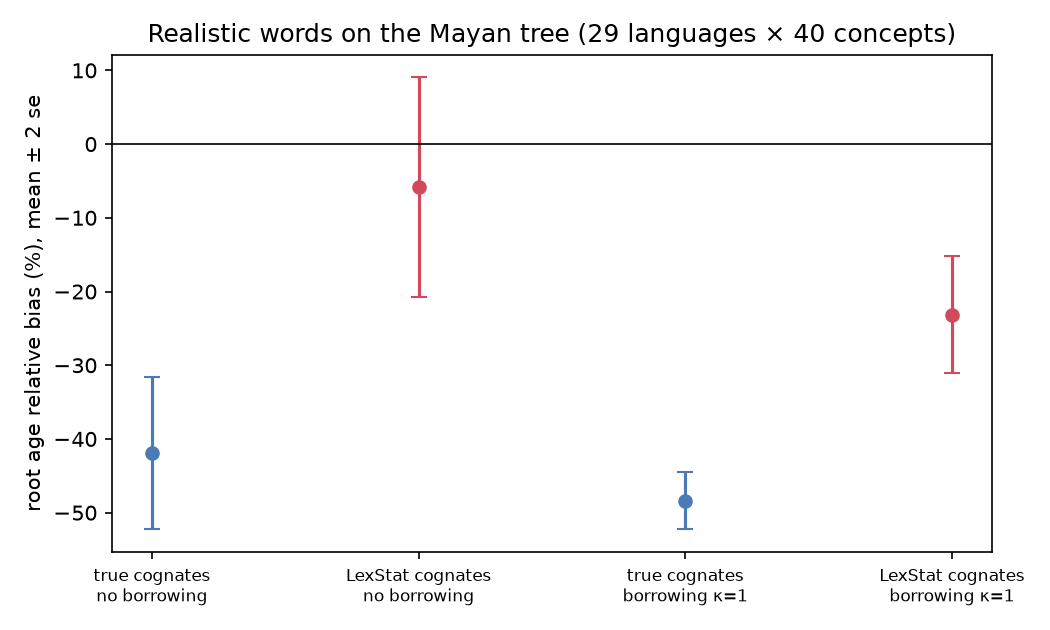 Realistic words on the Mayan tree (29 languages × 40 concepts)
root age relative bias (%), mean ± 2 se
10
0
−10
−20
−30
−40
−50
true cognates
no borrowing
LexStat cognates
no borrowing
true cognates
borrowing κ=1
LexStat cognates
borrowing κ=1